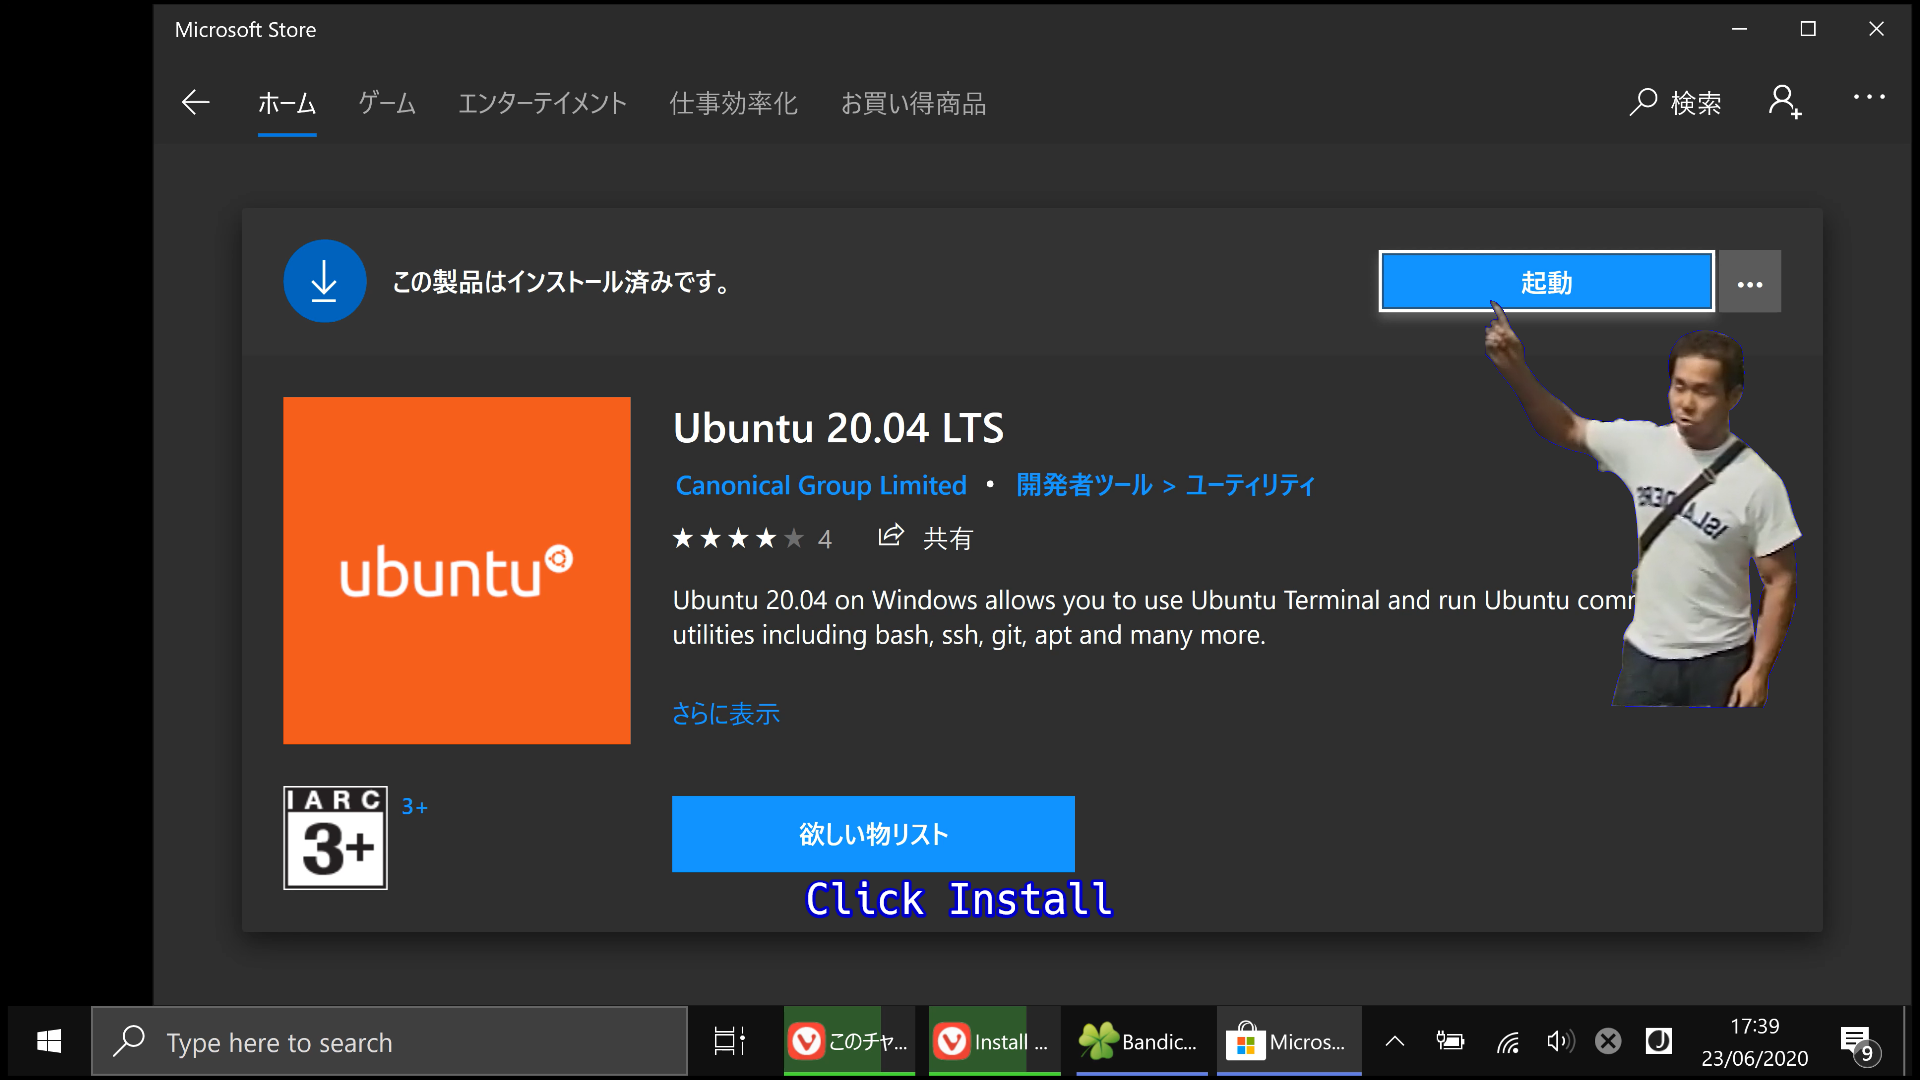 Microsoft Store
ホーム
ゲーム
エンターテイメント
仕事効率化
お買い得商品
検索
この製品はインストール済みです。
起動
ubuntu
Ubuntu 20.04 LTS
Canonical Group Limited • 開発者ツール > ユーティリティ
4
共有
Ubuntu 20.04 on Windows allows you to use Ubuntu Terminal and run Ubuntu
utilities including bash, ssh, git, apt and many more.
さらに表示
IARC
3+
3+
欲しい物リスト
Click Install
Type here to search
このチャ...
Install ...
Bandic...
Micros...
17:39
23/06/2020
9